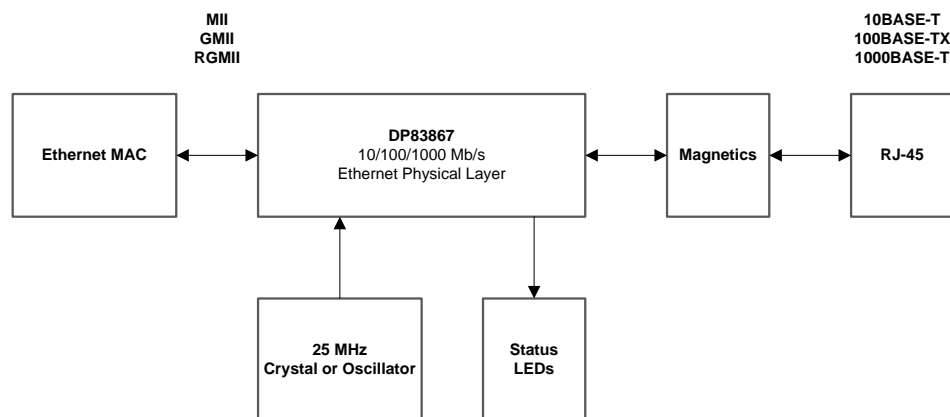 MII
GMII
RGMII
10BASE-T
100BASE-TX
1000BASE-T
Ethernet MAC
DP83867
10/100/1000 Mb/s
Ethernet Physical Layer
Magnetics
RJ-45
25 MHz
Crystal or Oscillator
Status
LEDs